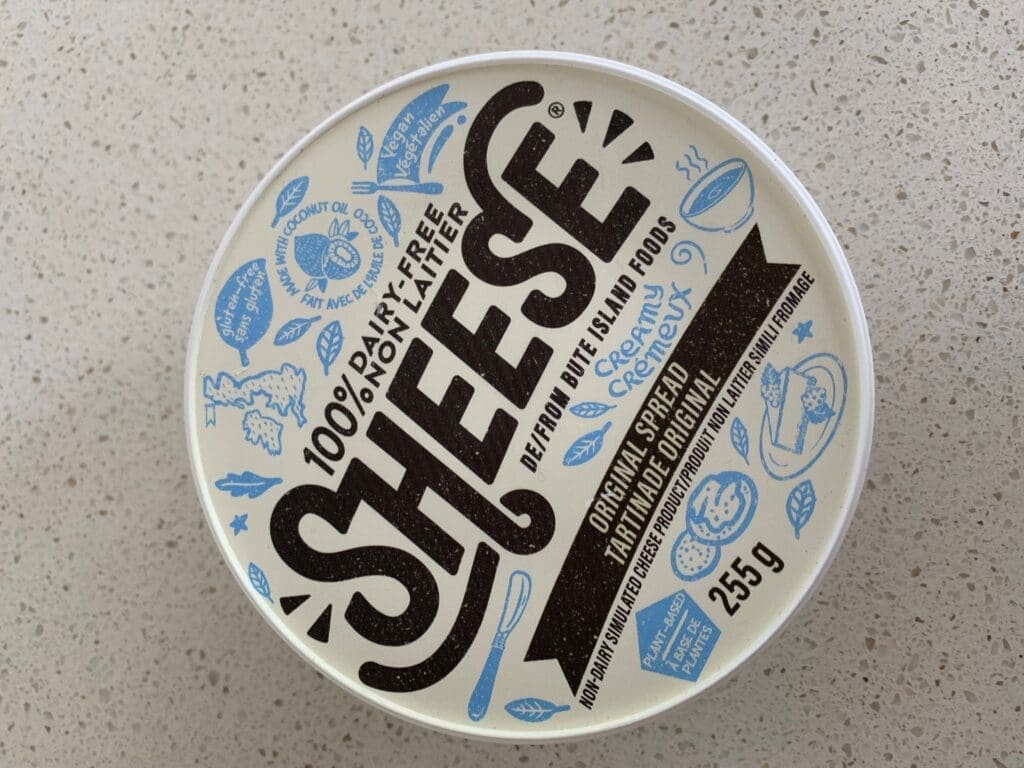 Vegan
Végétalien
MADE WITH COCONUT OIL
FAIT AVEC DE L'HUILE DE COCO
gluten-free
sans gluten
100% DAIRY-FREE
NON LAITIER
SHEESE®
DE/FROM BUTE ISLAND FOODS
CREAMY
CRÉMEUX
ORIGINAL SPREAD
TARTINADE ORIGINAL
NON-DAIRY SIMULATED CHEESE PRODUCT/PRODUIT NON LAITIER SIMILI FROMAGE
255 g
PLANT-BASED
À BASE DE
PLANTES